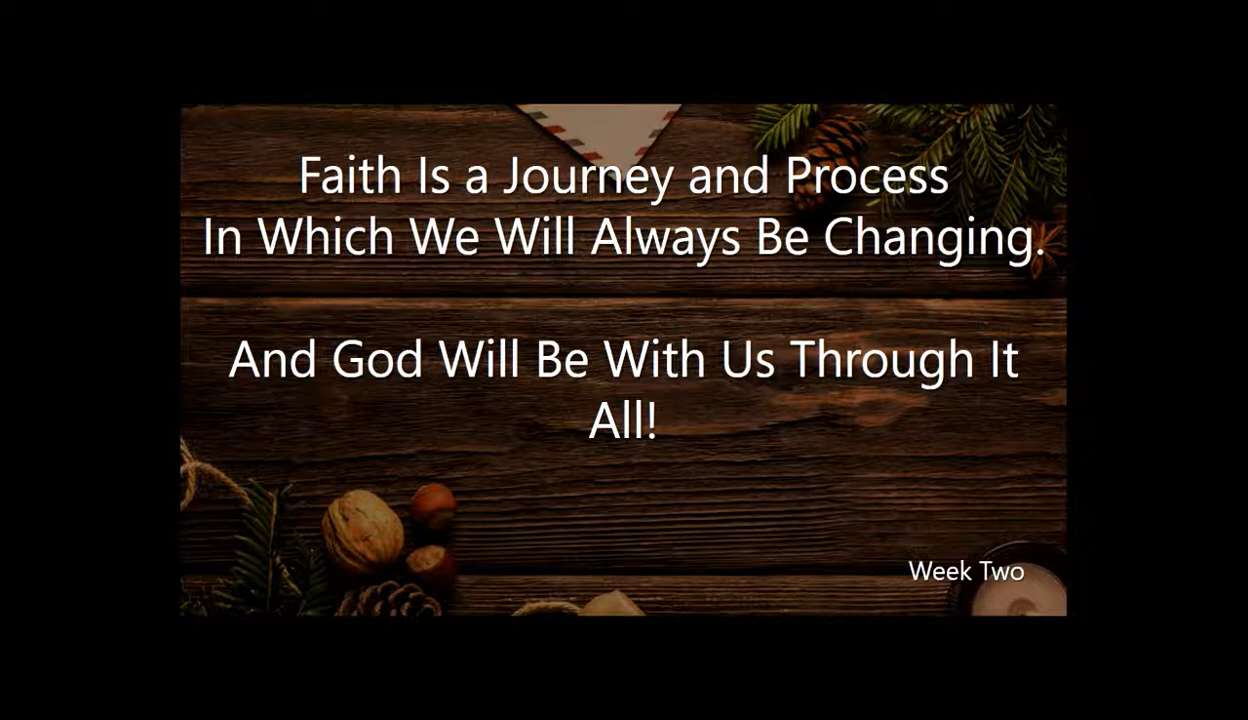 Faith Is a Journey and Process
In Which We Will Always Be Changing.
And God Will Be With Us Through It
All!
Week Two